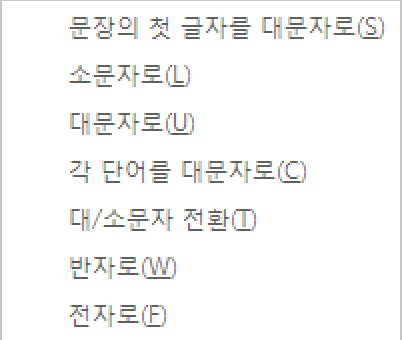 문장의 첫 글자를 대문자로(S)
소문자로(L)
대문자로(U)
각 단어를 대문자로(C)
대/소문자 전환(T)
반자로(W)
전자로(F)